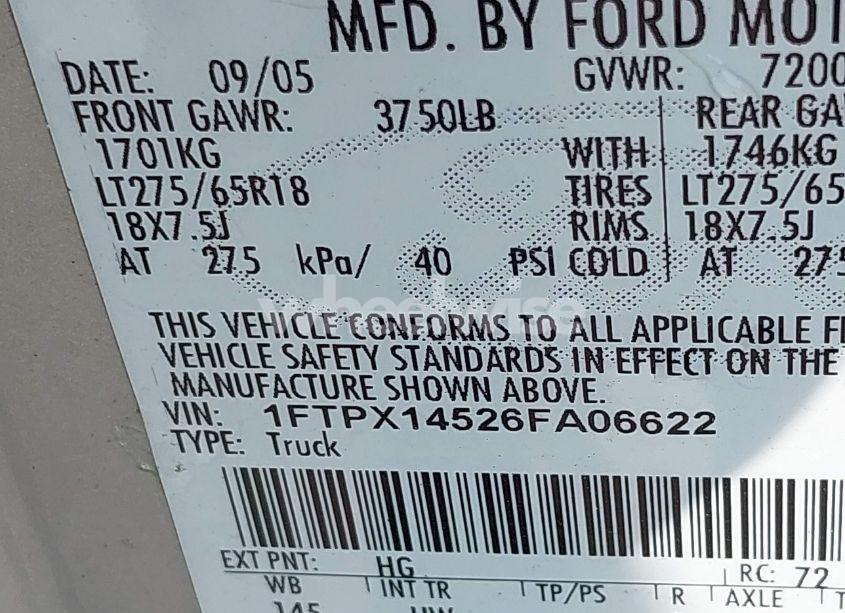 MFD. BY FORD MOT
DATE: 09/05 GVWR: 7200
FRONT GAWR: 3750LB REAR GA
1701KG WITH 1746KG
LT275/65R18 TIRES LT275/65
18X7.5J RIMS 18X7.5J
AT 275 kPa/ 40 PSI COLD AT 275
wheelwise
THIS VEHICLE CONFORMS TO ALL APPLICABLE FE
VEHICLE SAFETY STANDARDS IN EFFECT ON THE
MANUFACTURE SHOWN ABOVE.
VIN: 1FTPX14526FA06622
TYPE: Truck
EXT PNT: HG RC: 72
WB INT TR TP/PS R AXLE T
145